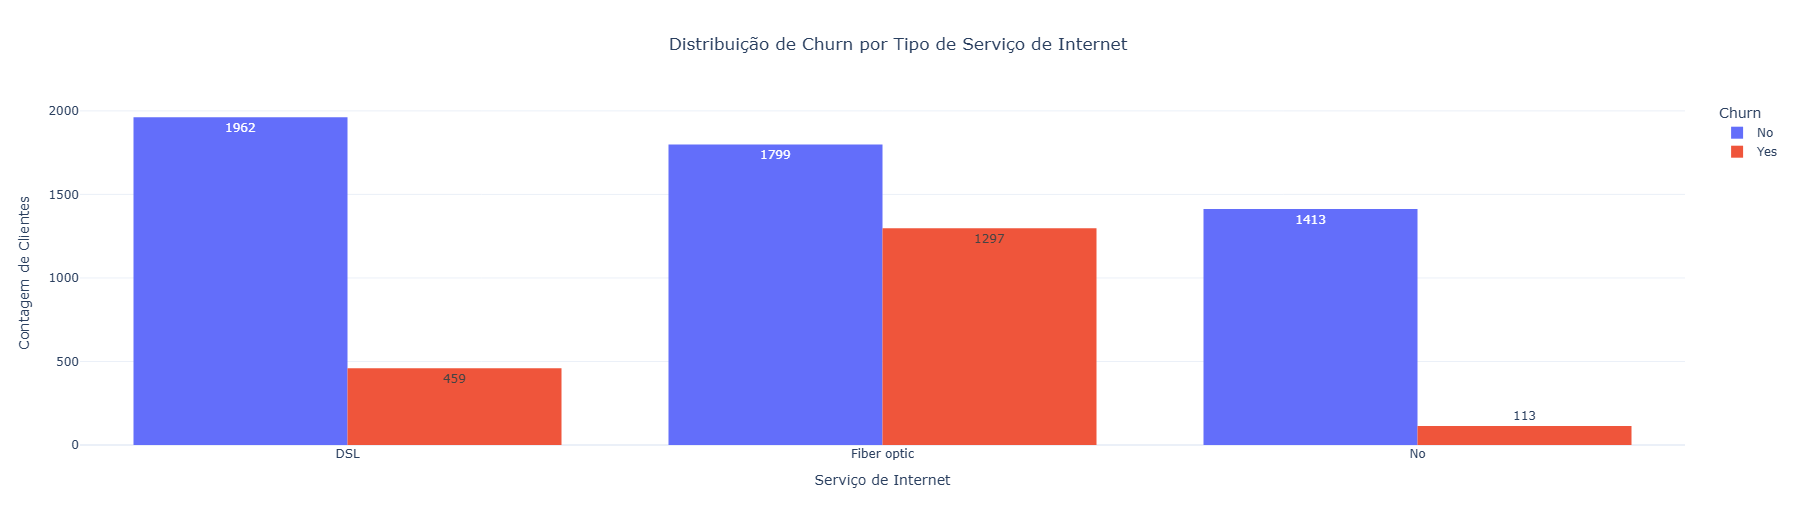 Distribuição de Churn por Tipo de Serviço de Internet
Contagem de Clientes
2000
1500
1000
500
0
1962
459
1799
1297
1413
113
DSL
Fiber optic
No
Serviço de Internet
Churn
No
Yes